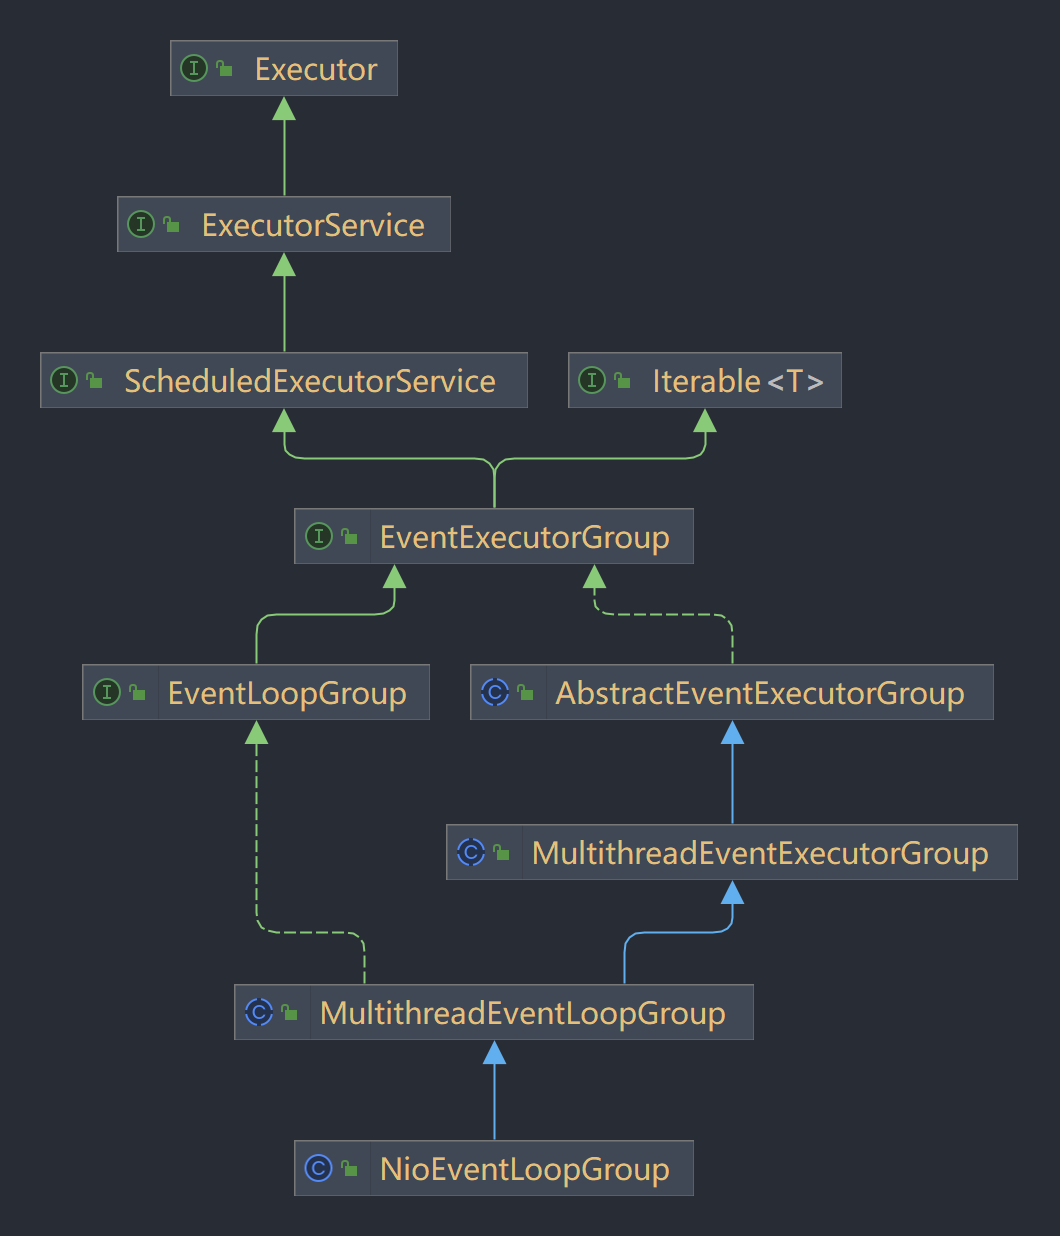 Executor
ExecutorService
ScheduledExecutorService
Iterable<T>
EventExecutorGroup
EventLoopGroup
AbstractEventExecutorGroup
MultithreadEventExecutorGroup
MultithreadEventLoopGroup
NioEventLoopGroup